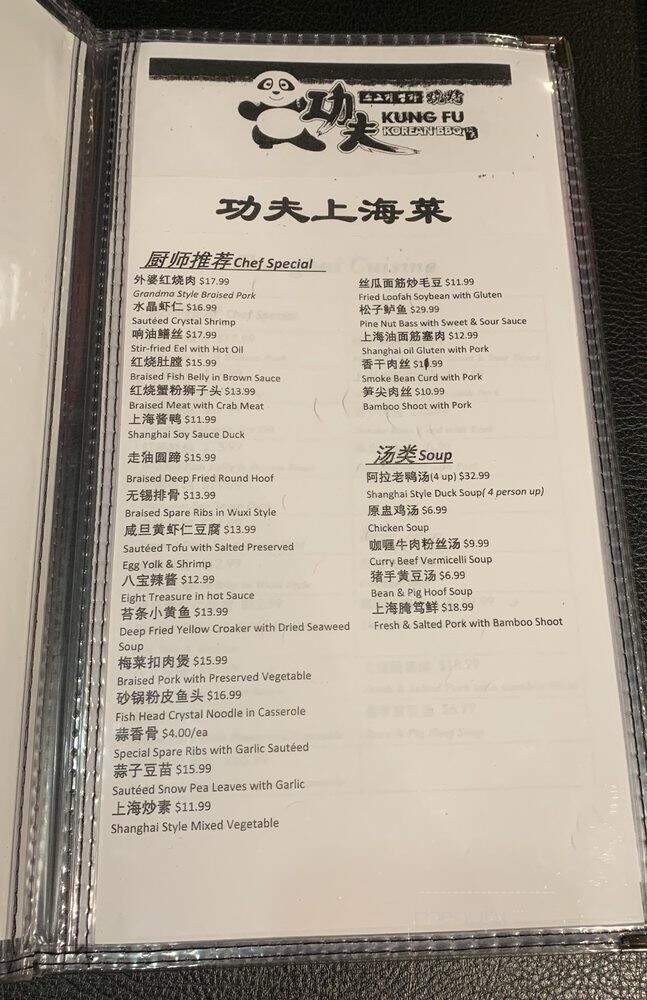 功夫
KUNG FU
KOREAN BBQ
功夫上海菜
厨师推荐 Chef Special
外婆红烧肉 $17.99
Grandma Style Braised Pork
水晶虾仁 $16.99
Sautéed Crystal Shrimp
响油鳝丝 $17.99
Stir-fried Eel with Hot Oil
红烧肚膛 $15.99
Braised Fish Belly in Brown Sauce
红烧蟹粉狮子头 $13.99
Braised Meat with Crab Meat
上海酱鸭 $11.99
Shanghai Soy Sauce Duck
走油圆蹄 $15.99
Braised Deep Fried Round Hoof
无锡排骨 $13.99
Braised Spare Ribs in Wuxi Style
咸旦黄虾仁豆腐 $13.99
Sautéed Tofu with Salted Preserved
Egg Yolk & Shrimp
八宝辣酱 $12.99
Eight Treasure in hot Sauce
苔条小黄鱼 $13.99
Deep Fried Yellow Croaker with Dried Seaweed
Soup
梅菜扣肉煲 $15.99
Braised Pork with Preserved Vegetable
砂锅粉皮鱼头 $16.99
Fish Head Crystal Noodle in Casserole
蒜香骨 $4.00/ea
Special Spare Ribs with Garlic Sautéed
蒜子豆苗 $15.99
Sautéed Snow Pea Leaves with Garlic
上海炒素 $11.99
Shanghai Style Mixed Vegetable
丝瓜面筋炒毛豆 $11.99
Fried Loofah Soybean with Gluten
松子鲈鱼 $29.99
Pine Nut Bass with Sweet & Sour Sauce
上海油面筋塞肉 $12.99
Shanghai oil Gluten with Pork
香干肉丝
Smoke Bean Curd with Pork
笋尖肉丝 $10.99
Bamboo Shoot with Pork
汤类 Soup
阿拉老鸭汤(4 up) $32.99
Shanghai Style Duck Soup( 4 person up)
原盅鸡汤 $6.99
Chicken Soup
咖喱牛肉粉丝汤 $9.99
Curry Beef Vermicelli Soup
猪手黄豆汤 $6.99
Bean & Pig Hoof Soup
上海腌笃鲜 $18.99
Fresh & Salted Pork with Bamboo Shoot